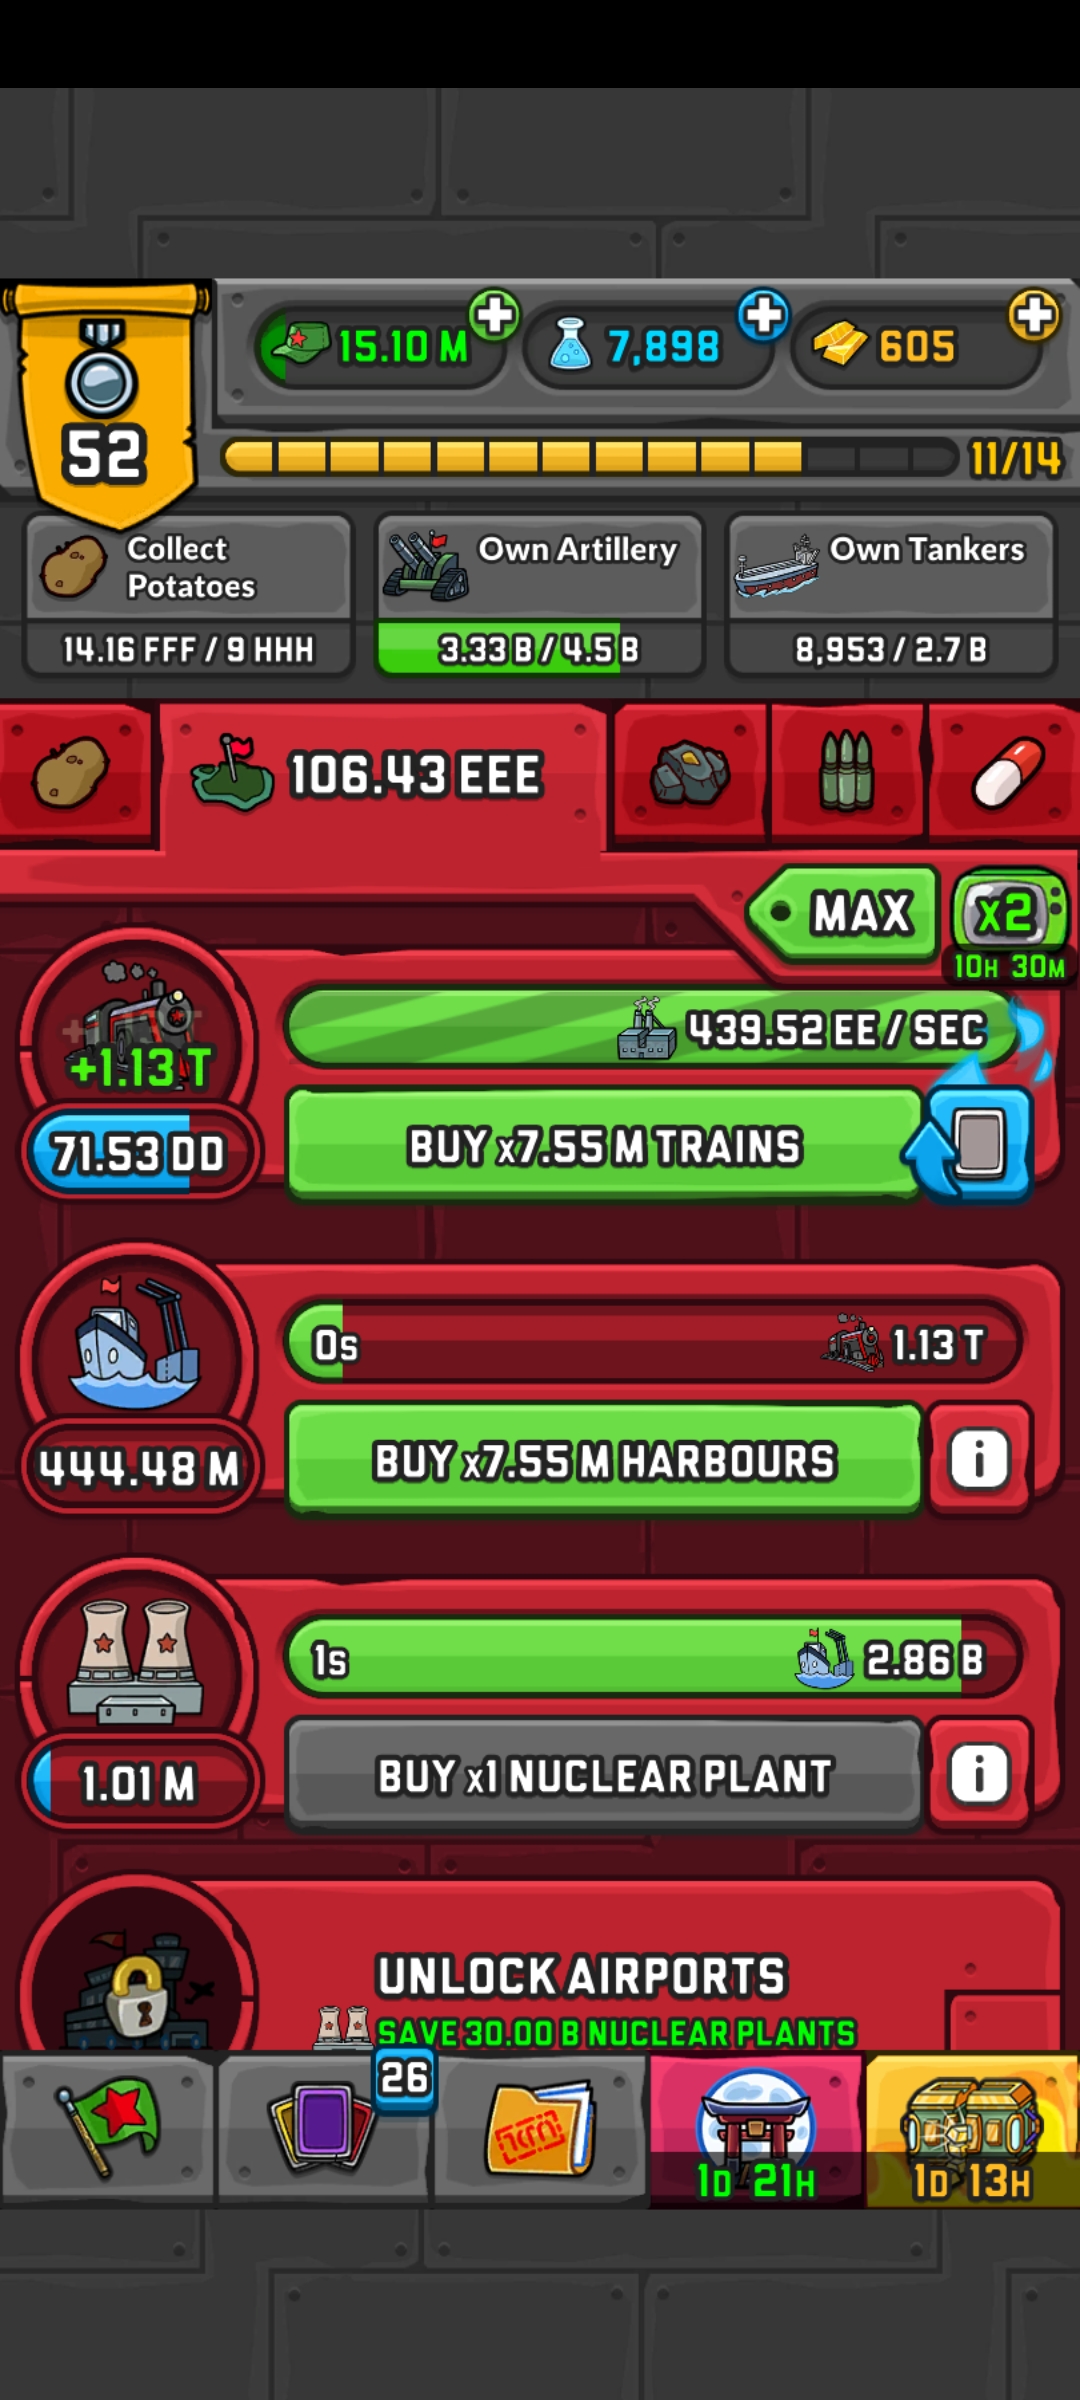 15.10 M
7,898
605
52
11/14
Collect
Potatoes
14.16 FFF / 9 HHH
Own Artillery
3.33 B / 4.5 B
Own Tankers
8,953 / 2.7 B
106.43 EEE
MAX
x2
10H 30M
+1.13 T
439.52 EE / SEC
71.53 DD
BUY x7.55 M TRAINS
0s
1.13 T
444.48 M
BUY x7.55 M HARBOURS
i
1s
2.86 B
1.01 M
BUY x1 NUCLEAR PLANT
i
UNLOCK AIRPORTS
SAVE 30.00 B NUCLEAR PLANTS
26
1D 21H
1D 13H